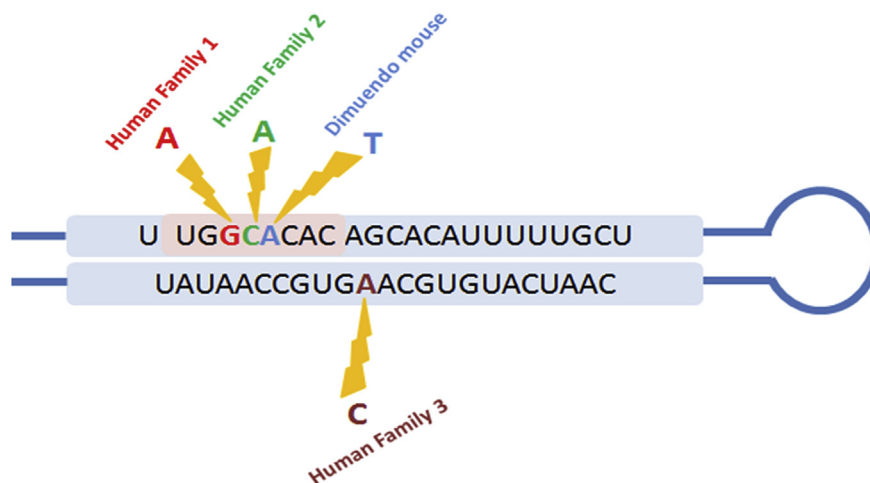 Human Family 1
Human Family 2
Dimuendo mouse
A
A
T
U UGGCACAC AGCACAUUUUUGCU
UAUAACCGUGAACGUGUACUAAC
C
Human Family 3